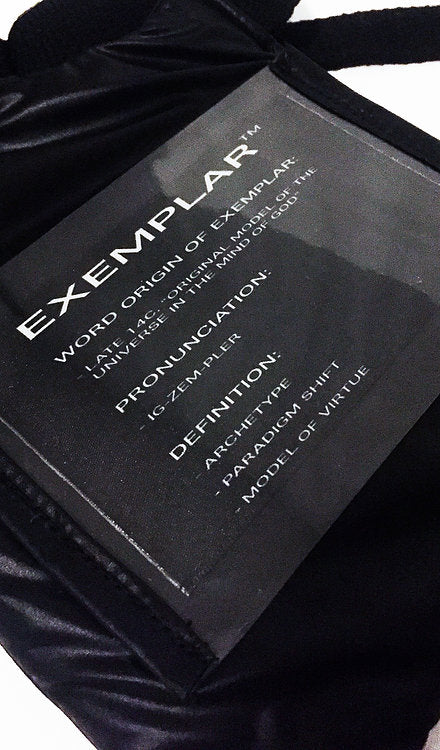 EXEMPLAR™
WORD ORIGIN OF EXEMPLAR:
- LATE 14C. "ORIGINAL MODEL OF THE
UNIVERSE IN THE MIND OF GOD"
PRONUNCIATION:
- IG-ZEM-PLER
DEFINITION:
- ARCHETYPE
- PARADIGM SHIFT
- MODEL OF VIRTUE